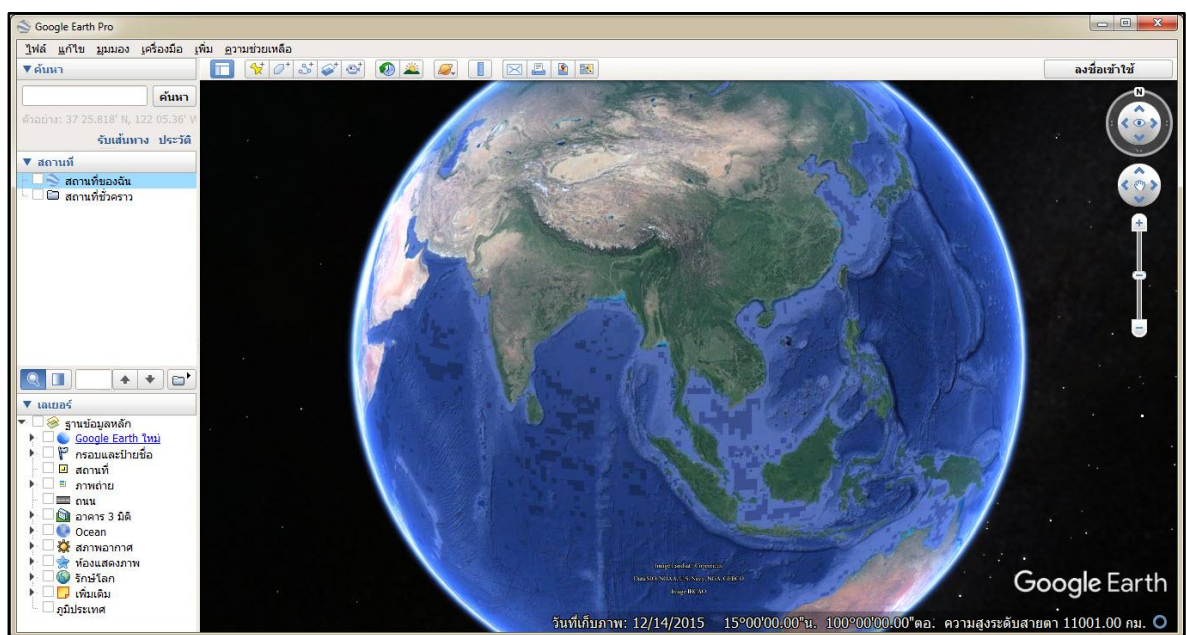 Google Earth Pro
ไฟล์ แก้ไข มุมมอง เครื่องมือ เพิ่ม ความช่วยเหลือ
ค้นหา
ลงชื่อเข้าใช้
ค้นหา
ตัวอย่าง: 37 25.818' N, 122 05.36' W
รับเส้นทาง ประวัติ
สถานที่
สถานที่ของฉัน
สถานที่ชั่วคราว
เลเยอร์
ฐานข้อมูลหลัก
Google Earth ใหม่
กรอบและป้ายชื่อ
สถานที่
ภาพถ่าย
ถนน
อาคาร 3 มิติ
Ocean
สภาพอากาศ
ห้องแสดงภาพ
รักษ์โลก
เพิ่มเติม
ภูมิประเทศ
N
Image Landsat / Copernicus
Data SIO, NOAA, U.S. Navy, NGA, GEBCO
Image IBCAO
Google Earth
วันที่เก็บภาพ: 12/14/2015 15°00'00.00"น. 100°00'00.00"ตอ. ความสูงระดับสายตา 11001.00 กม.